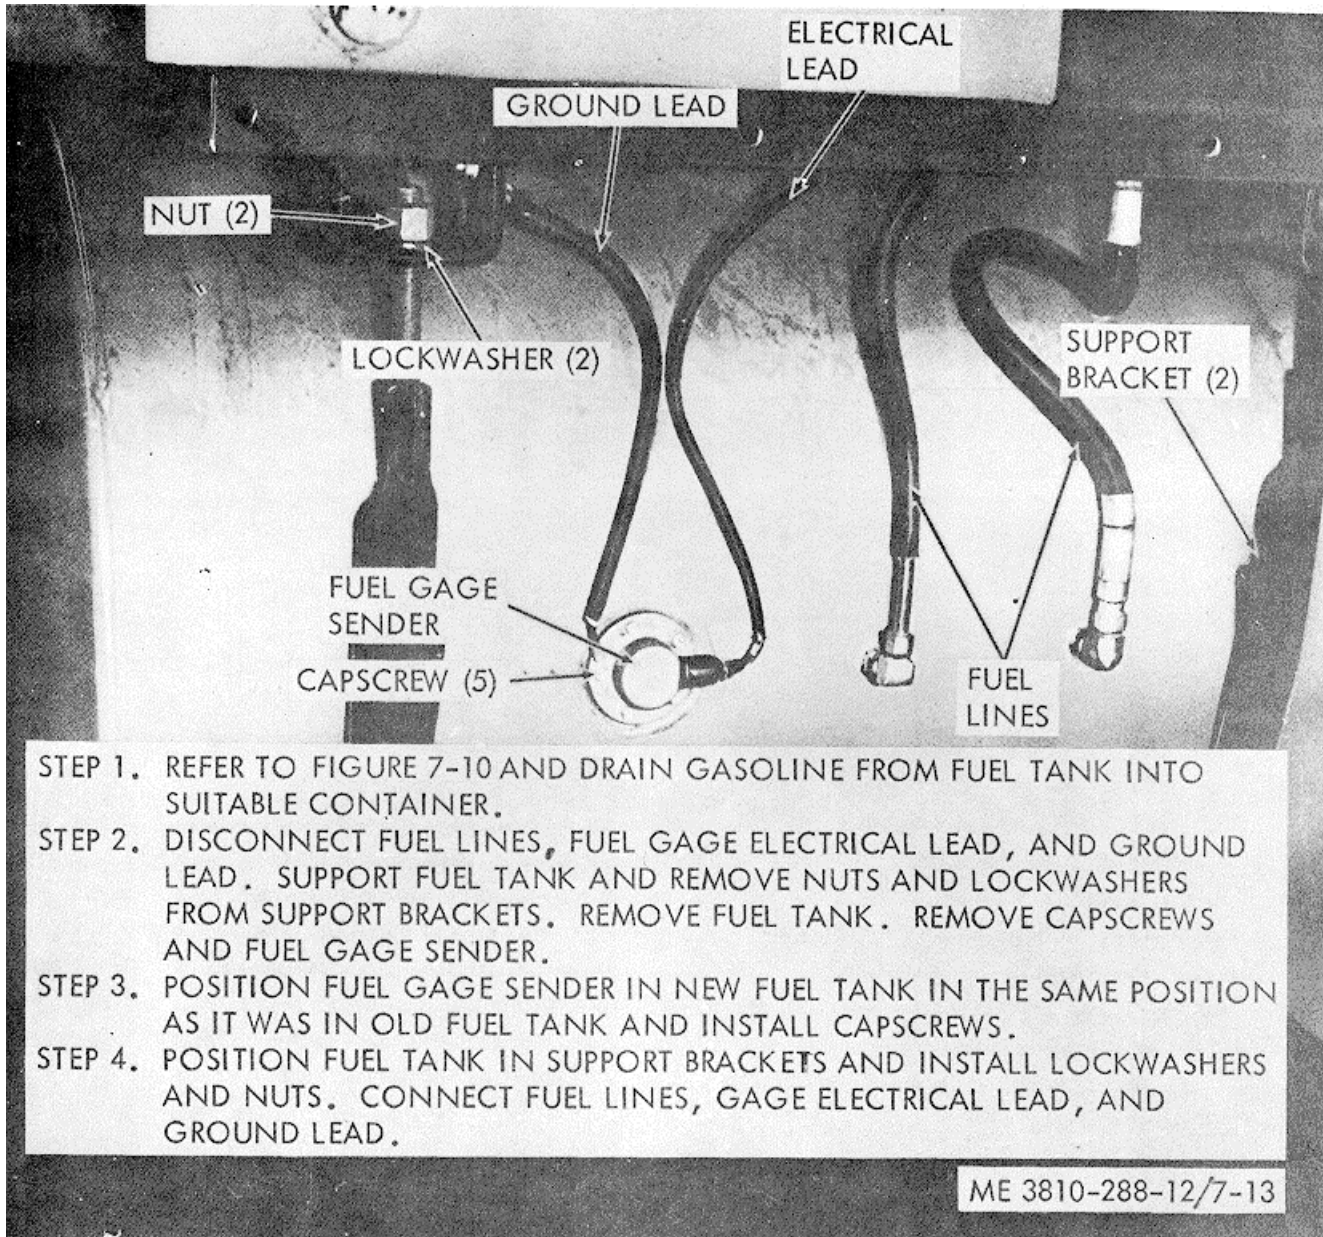 ELECTRICAL
LEAD
GROUND LEAD
NUT (2)
LOCKWASHER (2)
SUPPORT
BRACKET (2)
FUEL GAGE
SENDER
CAPSCREW (5)
FUEL
LINES
STEP 1. REFER TO FIGURE 7-10 AND DRAIN GASOLINE FROM FUEL TANK INTO
SUITABLE CONTAINER.
STEP 2. DISCONNECT FUEL LINES, FUEL GAGE ELECTRICAL LEAD, AND GROUND
LEAD. SUPPORT FUEL TANK AND REMOVE NUTS AND LOCKWASHERS
FROM SUPPORT BRACKETS. REMOVE FUEL TANK. REMOVE CAPSCREWS
AND FUEL GAGE SENDER.
STEP 3. POSITION FUEL GAGE SENDER IN NEW FUEL TANK IN THE SAME POSITION
AS IT WAS IN OLD FUEL TANK AND INSTALL CAPSCREWS.
STEP 4. POSITION FUEL TANK IN SUPPORT BRACKETS AND INSTALL LOCKWASHERS
AND NUTS. CONNECT FUEL LINES, GAGE ELECTRICAL LEAD, AND
GROUND LEAD.
ME 3810-288-12/7-13